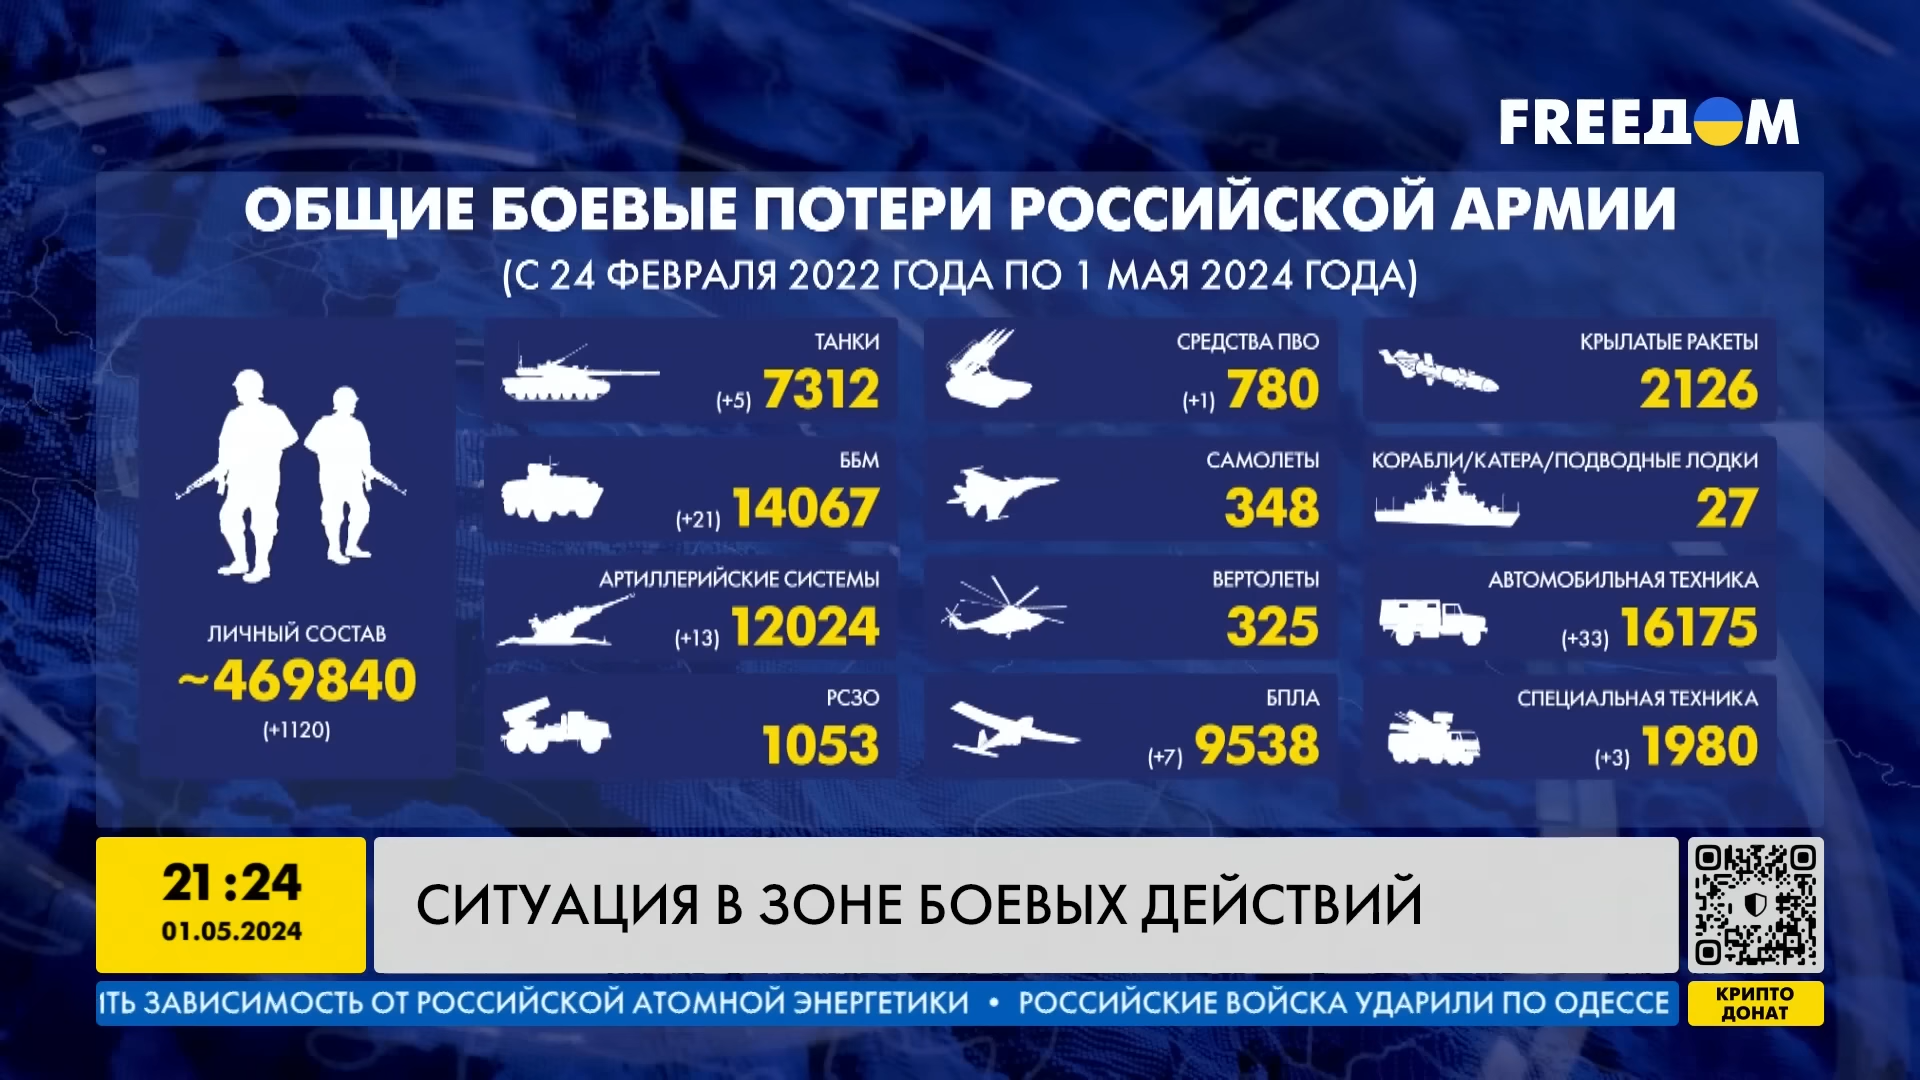 FREEДOM
ОБЩИЕ БОЕВЫЕ ПОТЕРИ РОССИЙСКОЙ АРМИИ
(С 24 ФЕВРАЛЯ 2022 ГОДА ПО 1 МАЯ 2024 ГОДА)
ЛИЧНЫЙ СОСТАВ
~469840
(+1120)
ТАНКИ
(+5) 7312
ББМ
(+21) 14067
АРТИЛЛЕРИЙСКИЕ СИСТЕМЫ
(+13) 12024
РСЗО
1053
СРЕДСТВА ПВО
(+1) 780
САМОЛЕТЫ
348
ВЕРТОЛЕТЫ
325
БПЛА
(+7) 9538
КРЫЛАТЫЕ РАКЕТЫ
2126
КОРАБЛИ/КАТЕРА/ПОДВОДНЫЕ ЛОДКИ
27
АВТОМОБИЛЬНАЯ ТЕХНИКА
(+33) 16175
СПЕЦИАЛЬНАЯ ТЕХНИКА
(+3) 1980
21:24
01.05.2024
СИТУАЦИЯ В ЗОНЕ БОЕВЫХ ДЕЙСТВИЙ
ЗАВИСИМОСТЬ ОТ РОССИЙСКОЙ АТОМНОЙ ЭНЕРГЕТИКИ • РОССИЙСКИЕ ВОЙСКА УДАРИЛИ ПО ОДЕССЕ
КРИПТО
ДОНАТ